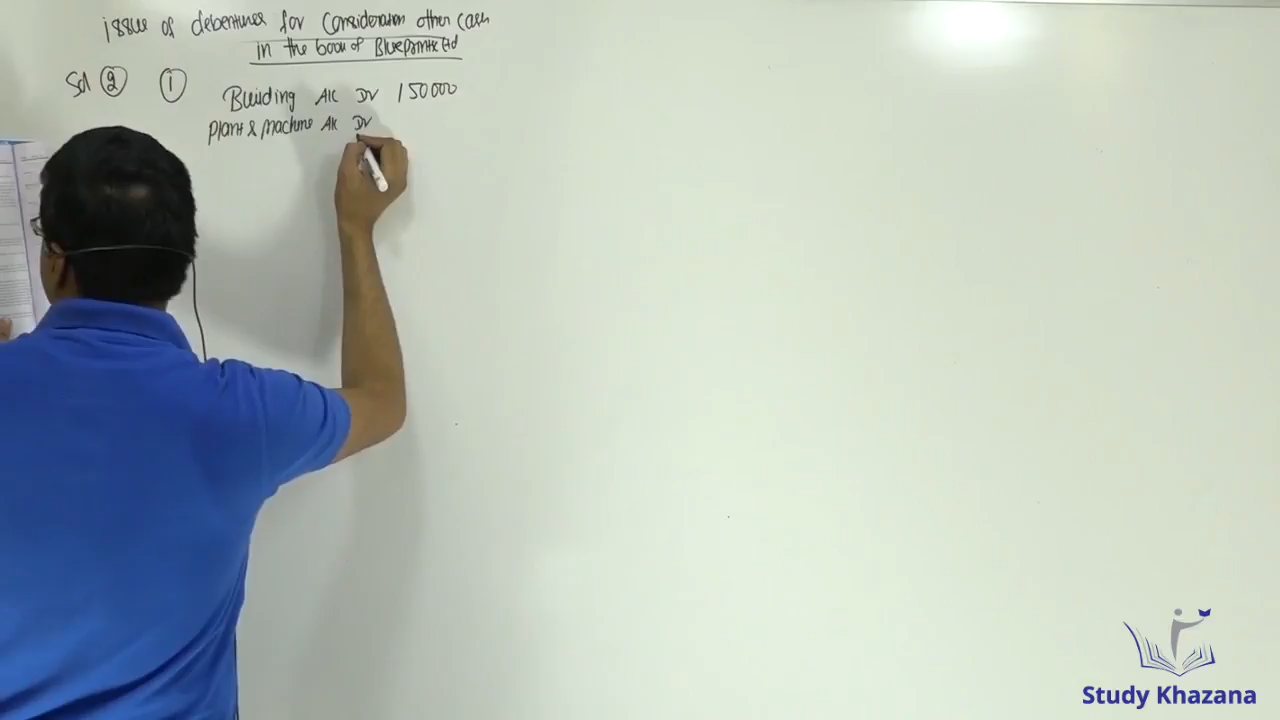 issue of debentures for Consideration other cash
in the book of Blueprints Ltd
Sol 2 1 Building A/C Dr 150000
Plant & Machine A/c Dr
Study Khazana